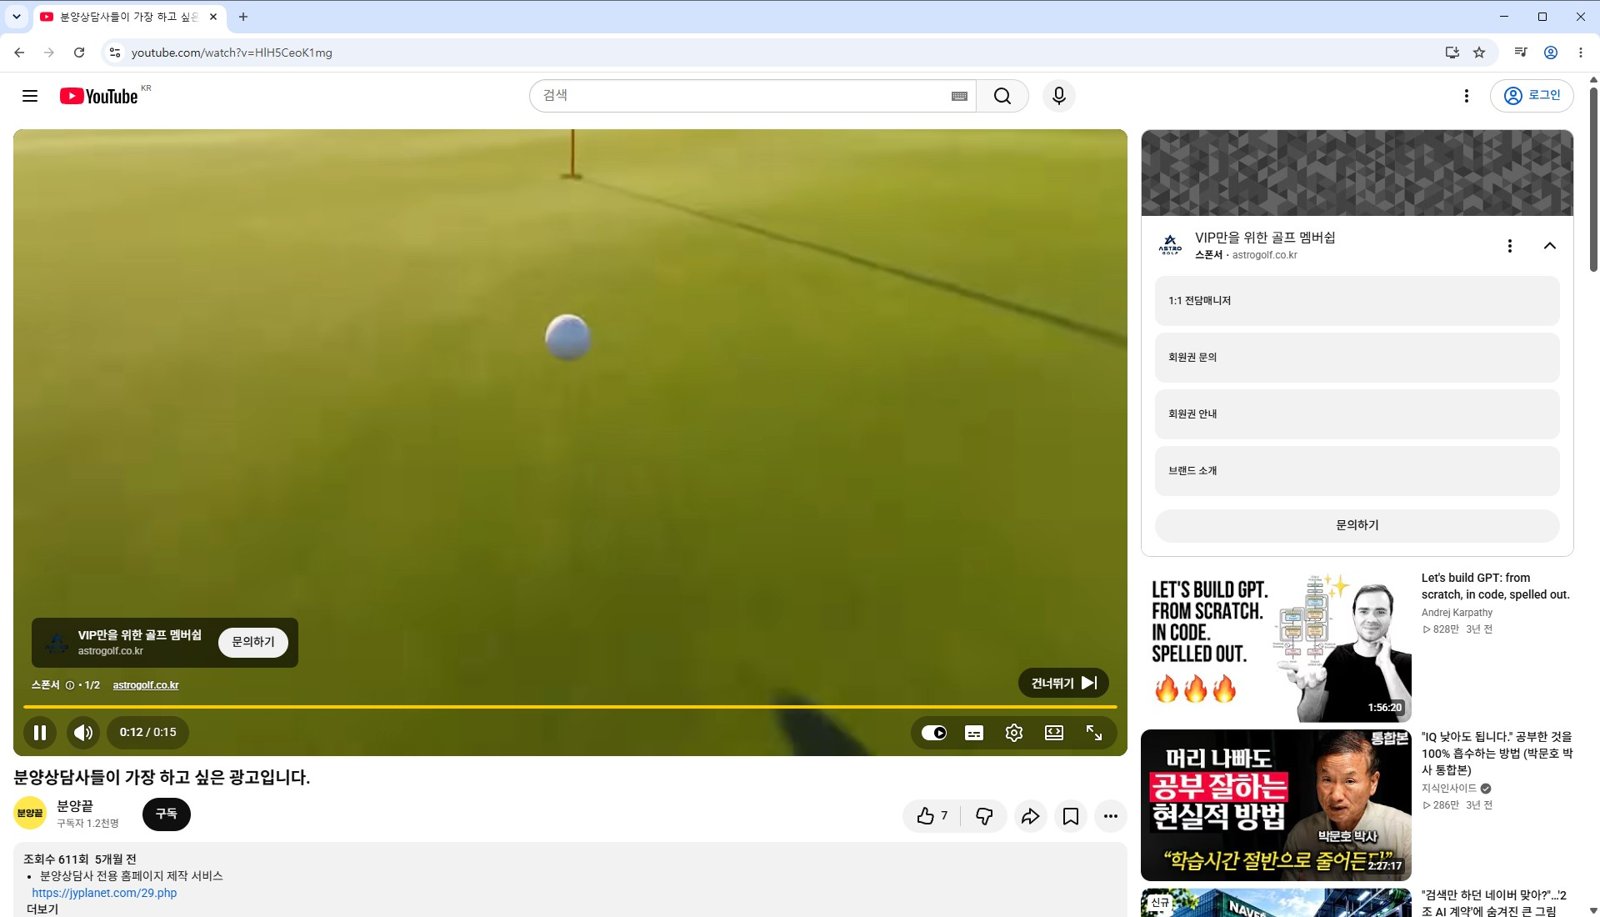 분양상담사들이 가장 하고 싶은
youtube.com/watch?v=HlH5CeoK1mg
YouTube KR
검색
로그인
VIP만을 위한 골프 멤버쉽
astrogolf.co.kr
문의하기
스폰서 · 1/2 astrogolf.co.kr
건너뛰기
0:12 / 0:15
분양상담사들이 가장 하고 싶은 광고입니다.
분양끝
분양끝
구독자 1.2천명
구독
7
조회수 611회 5개월 전
• 분양상담사 전용 홈페이지 제작 서비스
https://jyplanet.com/29.php
더보기
ASTRO
GOLF
VIP만을 위한 골프 멤버쉽
스폰서 · astrogolf.co.kr
1:1 전담매니저
회원권 문의
회원권 안내
브랜드 소개
문의하기
LET'S BUILD GPT.
FROM SCRATCH.
IN CODE.
SPELLED OUT.
1:56:20
Let's build GPT: from
scratch, in code, spelled out.
Andrej Karpathy
828만 3년 전
통합본
머리 나빠도
공부 잘하는
현실적 방법
박문호 박사
“학습시간 절반으로 줄어든다”
2:27:17
"IQ 낮아도 됩니다." 공부한 것을
100% 흡수하는 방법 (박문호 박
사 통합본)
지식인사이드
286만 3년 전
신규
NAVE
"검색만 하던 네이버 맞아?"...'2
조 AI 계약'에 숨겨진 큰 그림